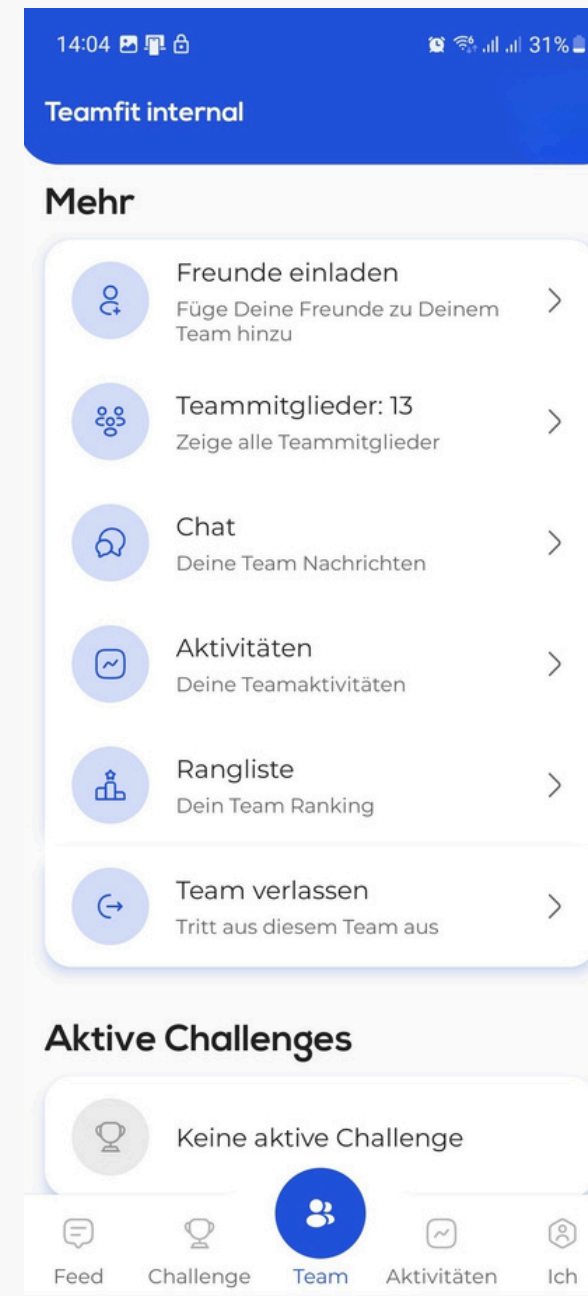 14:04 31%
Teamfit internal
Mehr
Freunde einladen
Füge Deine Freunde zu Deinem
Team hinzu
Teammitglieder: 13
Zeige alle Teammitglieder
Chat
Deine Team Nachrichten
Aktivitäten
Deine Teamaktivitäten
Rangliste
Dein Team Ranking
Team verlassen
Tritt aus diesem Team aus
Aktive Challenges
Keine aktive Challenge
Feed Challenge Team Aktivitäten Ich